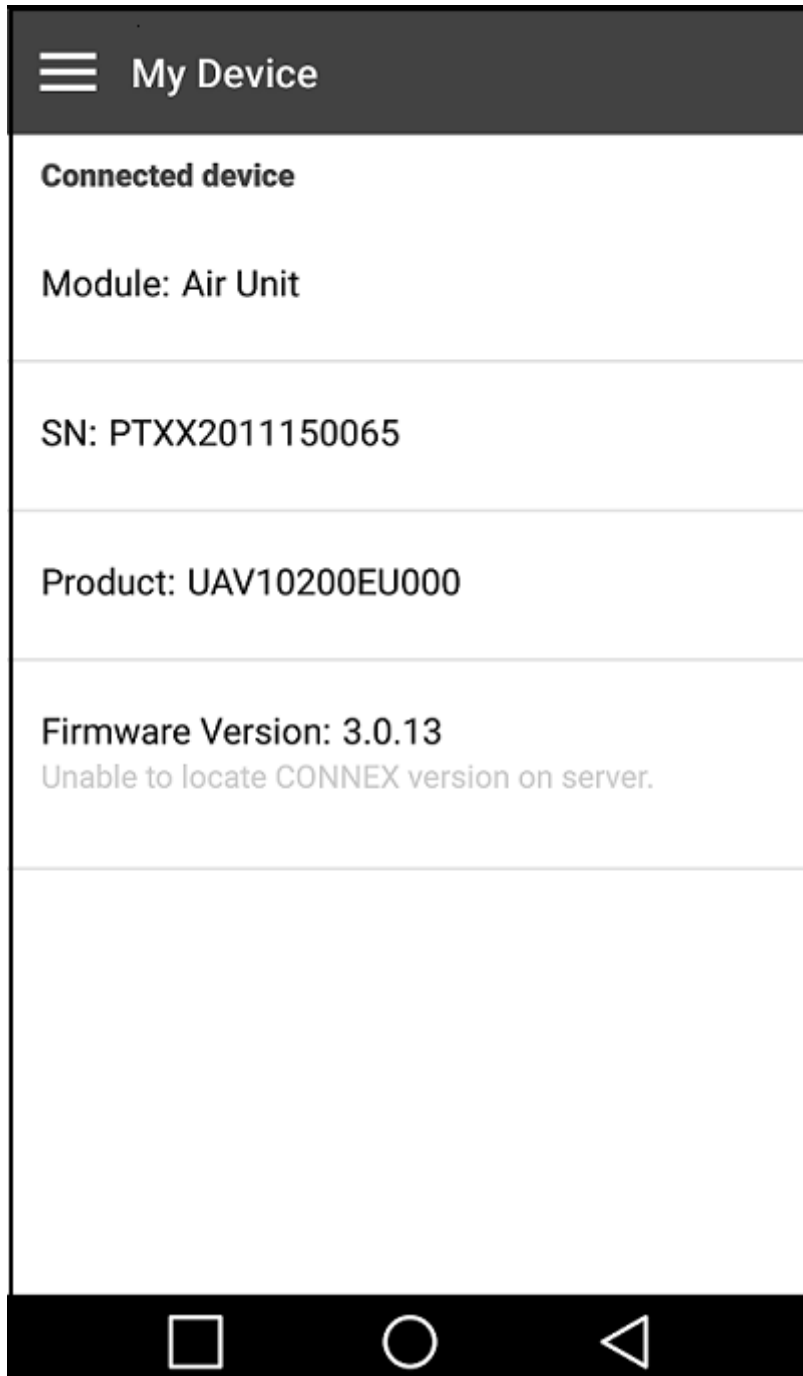 My Device
Connected device
Module: Air Unit
SN: PTXX2011150065
Product: UAV10200EU000
Firmware Version: 3.0.13
Unable to locate CONNEX version on server.